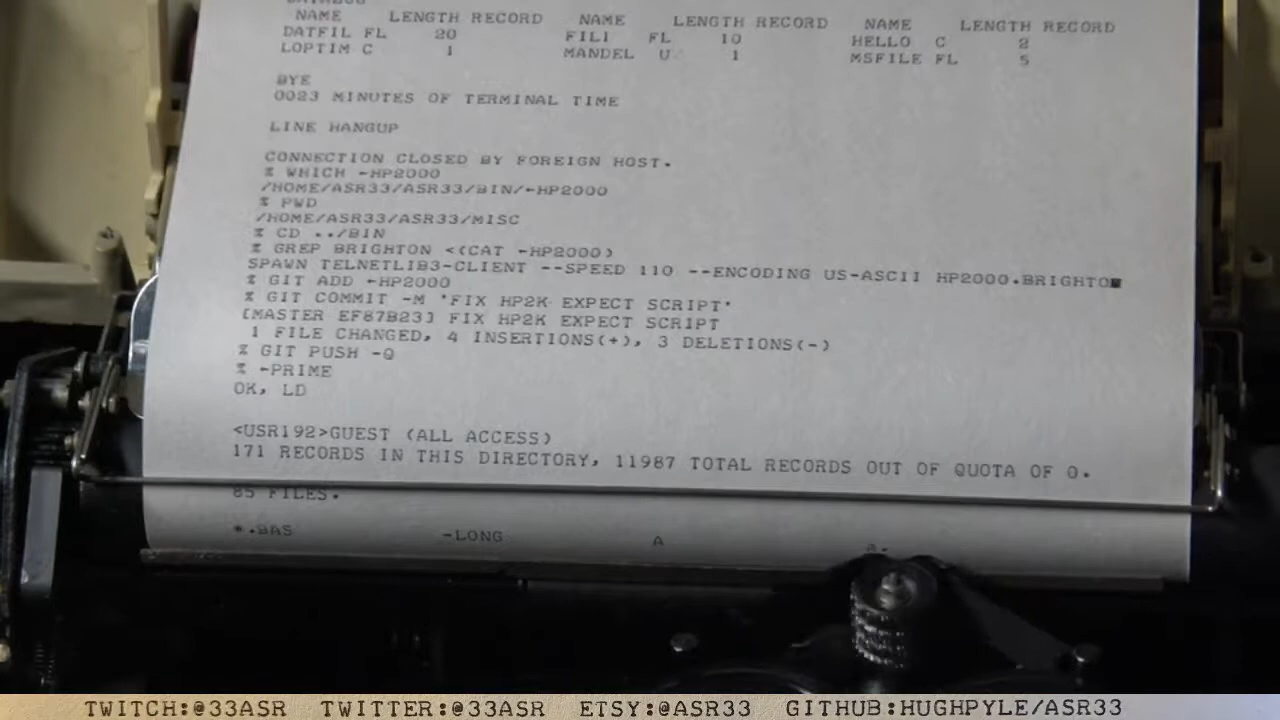 CATALOG
NAME LENGTH RECORD NAME LENGTH RECORD NAME LENGTH RECORD
DATFIL FL 20 FIL1 FL 10 HELLO C 2
LOPTIM C 1 MANDEL U 1 MSFILE FL 5
BYE
0023 MINUTES OF TERMINAL TIME
LINE HANGUP
CONNECTION CLOSED BY FOREIGN HOST.
% WHICH ←HP2000
/HOME/ASR33/ASR33/BIN/←HP2000
% PWD
/HOME/ASR33/ASR33/MISC
% CD ../BIN
% GREP BRIGHTON <(CAT ←HP2000)
SPAWN TELNETLIB3-CLIENT --SPEED 110 --ENCODING US-ASCII HP2000.BRIGHTO
% GIT ADD ←HP2000
% GIT COMMIT -M 'FIX HP2K EXPECT SCRIPT'
[MASTER EF87B23] FIX HP2K EXPECT SCRIPT
1 FILE CHANGED, 4 INSERTIONS(+), 3 DELETIONS(-)
% GIT PUSH -Q
% ←PRIME
OK, LD
<USR192>GUEST (ALL ACCESS)
171 RECORDS IN THIS DIRECTORY, 11987 TOTAL RECORDS OUT OF QUOTA OF 0.
85 FILES.
*.BAS -LONG A
TWITCH:@33ASR TWITTER:@33ASR ETSY:@ASR33 GITHUB:HUGHPYLE/ASR33